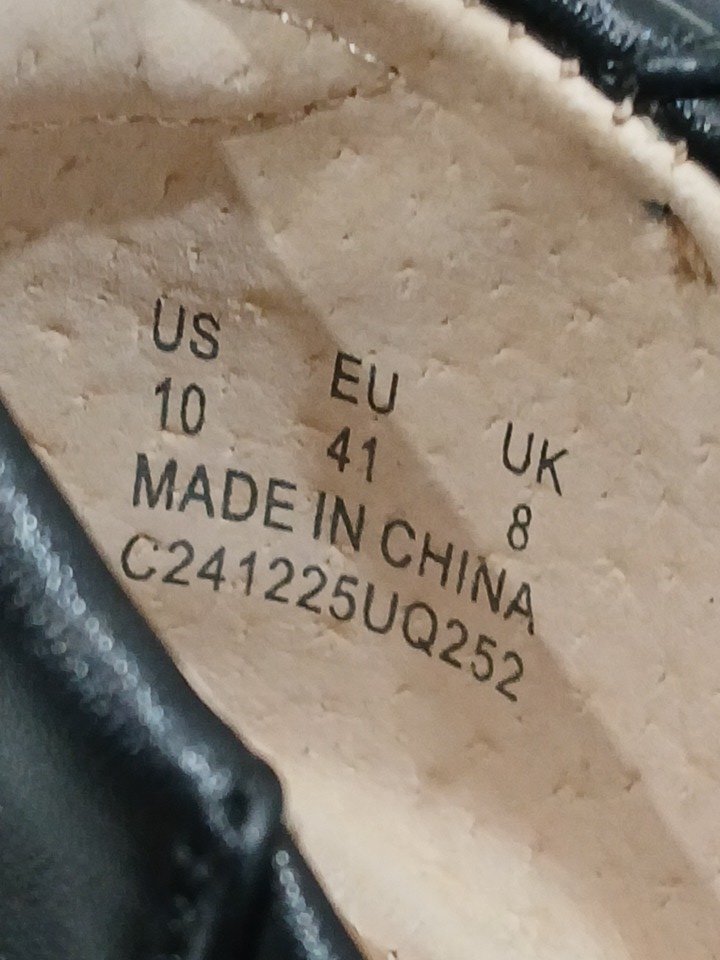 US EU UK
10 41 8
MADE IN CHINA
C241225UQ252